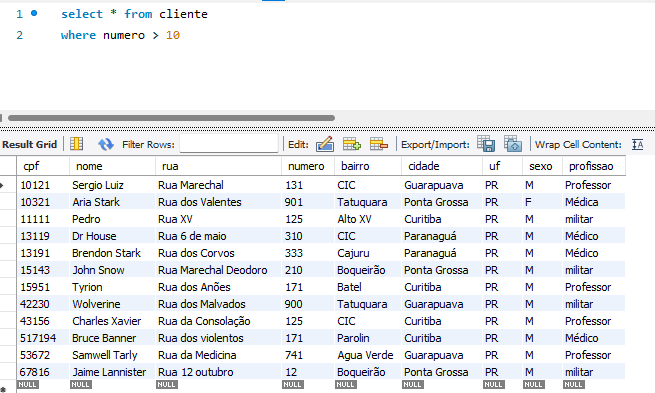 1 select * from cliente
2 where numero > 10
Result Grid Filter Rows: Edit: Export/Import: Wrap Cell Content: IA
cpf nome rua numero bairro cidade uf sexo profissao
10121 Sergio Luiz Rua Marechal 131 CIC Guarapuava PR M Professor
10321 Aria Stark Rua dos Valentes 901 Tatuquara Ponta Grossa PR F Médica
11111 Pedro Rua XV 125 Alto XV Curitiba PR M militar
13119 Dr House Rua 6 de maio 310 CIC Paranaguá PR M Médico
13191 Brendon Stark Rua dos Corvos 333 Cajuru Paranaguá PR M Médico
15143 John Snow Rua Marechal Deodoro 210 Boqueirão Ponta Grossa PR M militar
15951 Tyrion Rua dos Anões 171 Batel Curitiba PR M Professor
42230 Wolverine Rua dos Malvados 900 Tatuquara Guarapuava PR M militar
43156 Charles Xavier Rua da Consolação 125 CIC Curitiba PR M Professor
517194 Bruce Banner Rua dos violentos 171 Parolin Curitiba PR M Médico
53672 Samwell Tarly Rua da Medicina 741 Agua Verde Guarapuava PR M Professor
67816 Jaime Lannister Rua 12 outubro 12 Boqueirão Ponta Grossa PR M militar
NULL NULL NULL NULL NULL NULL NULL NULL NULL